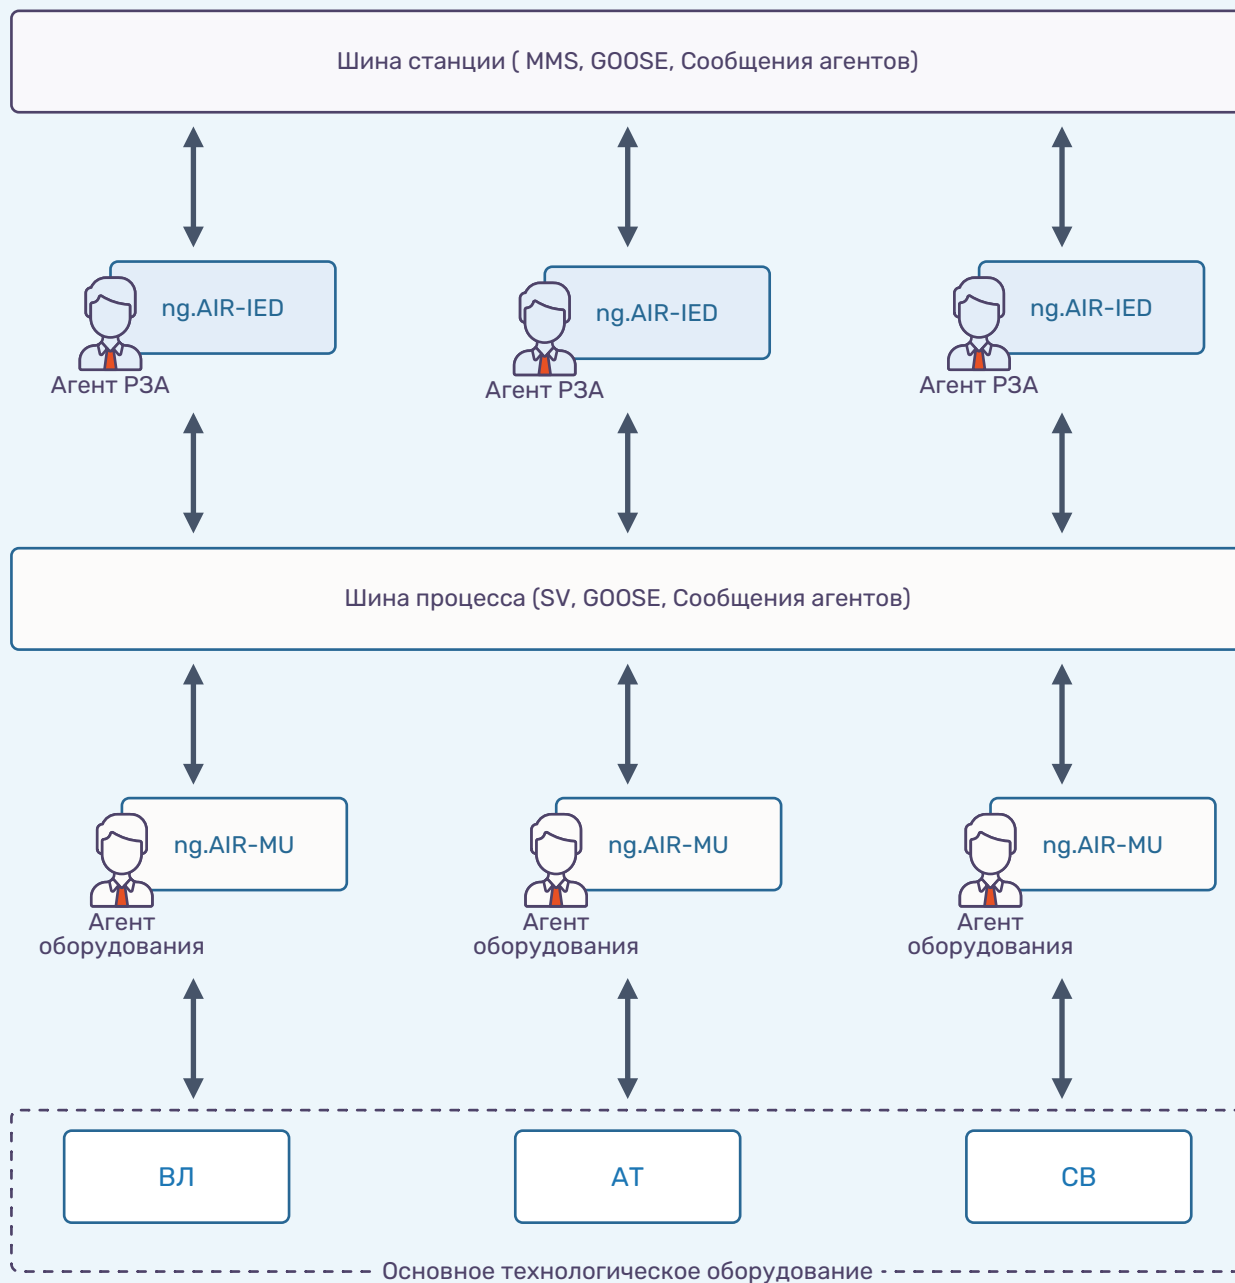 Шина станции ( MMS, GOOSE, Сообщения агентов)
ng.AIR-IED
ng.AIR-IED
ng.AIR-IED
Агент РЗА
Агент РЗА
Агент РЗА
Шина процесса (SV, GOOSE, Сообщения агентов)
ng.AIR-MU
ng.AIR-MU
ng.AIR-MU
Агент
оборудования
Агент
оборудования
Агент
оборудования
ВЛ
АТ
СВ
Основное технологическое оборудование